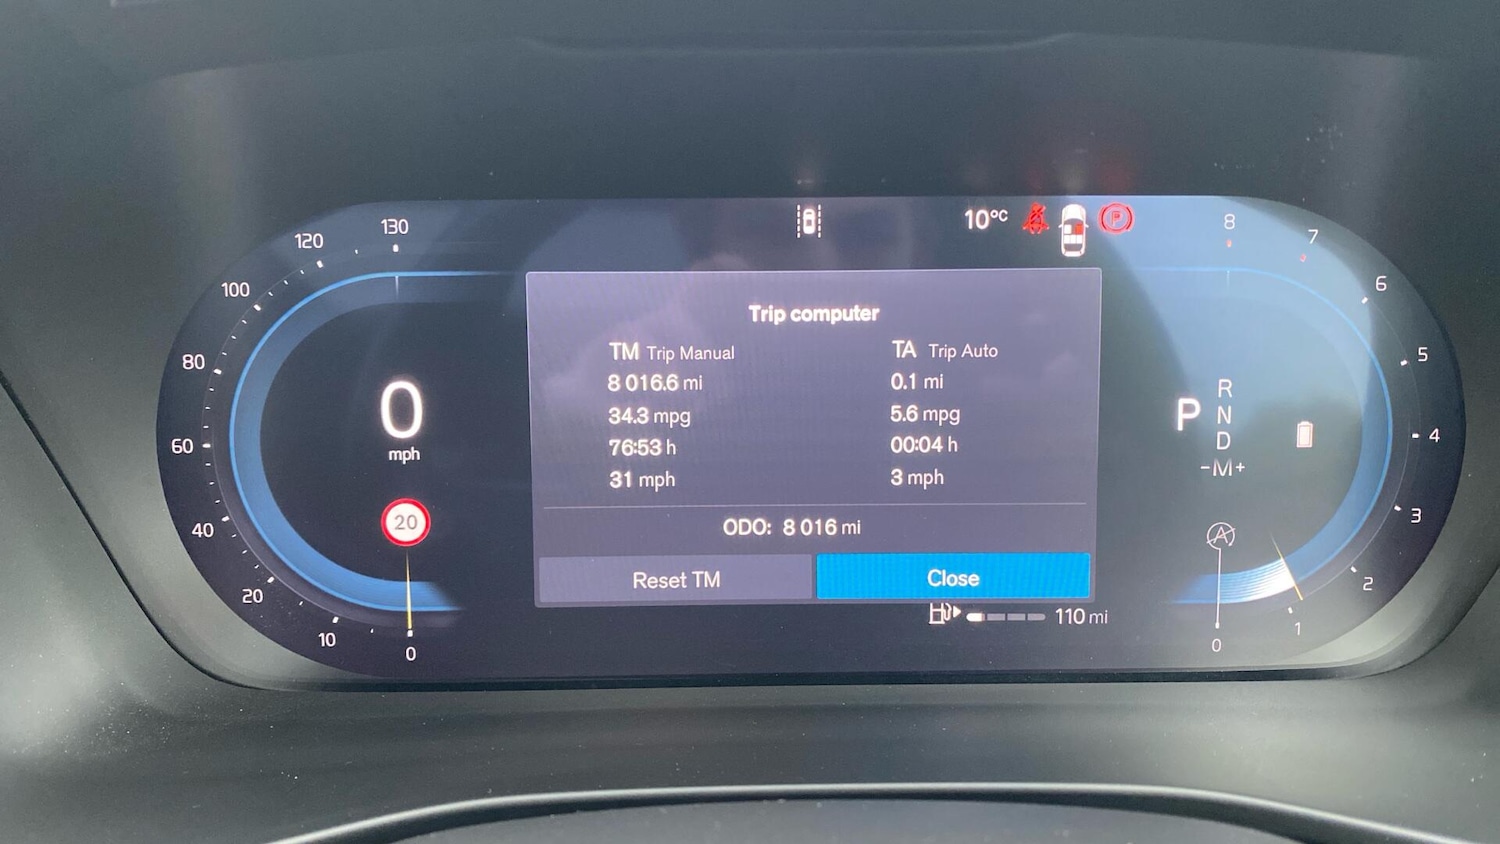 130
120
100
80
60
40
20
10
0
0
mph
20
10°C
P
Trip computer
TM Trip Manual
8 016.6 mi
34.3 mpg
76:53 h
31 mph
TA Trip Auto
0.1 mi
5.6 mpg
00:04 h
3 mph
ODO: 8 016 mi
Reset TM
Close
110 mi
P
R
N
D
-M+
A
8
7
6
5
4
3
2
1
0